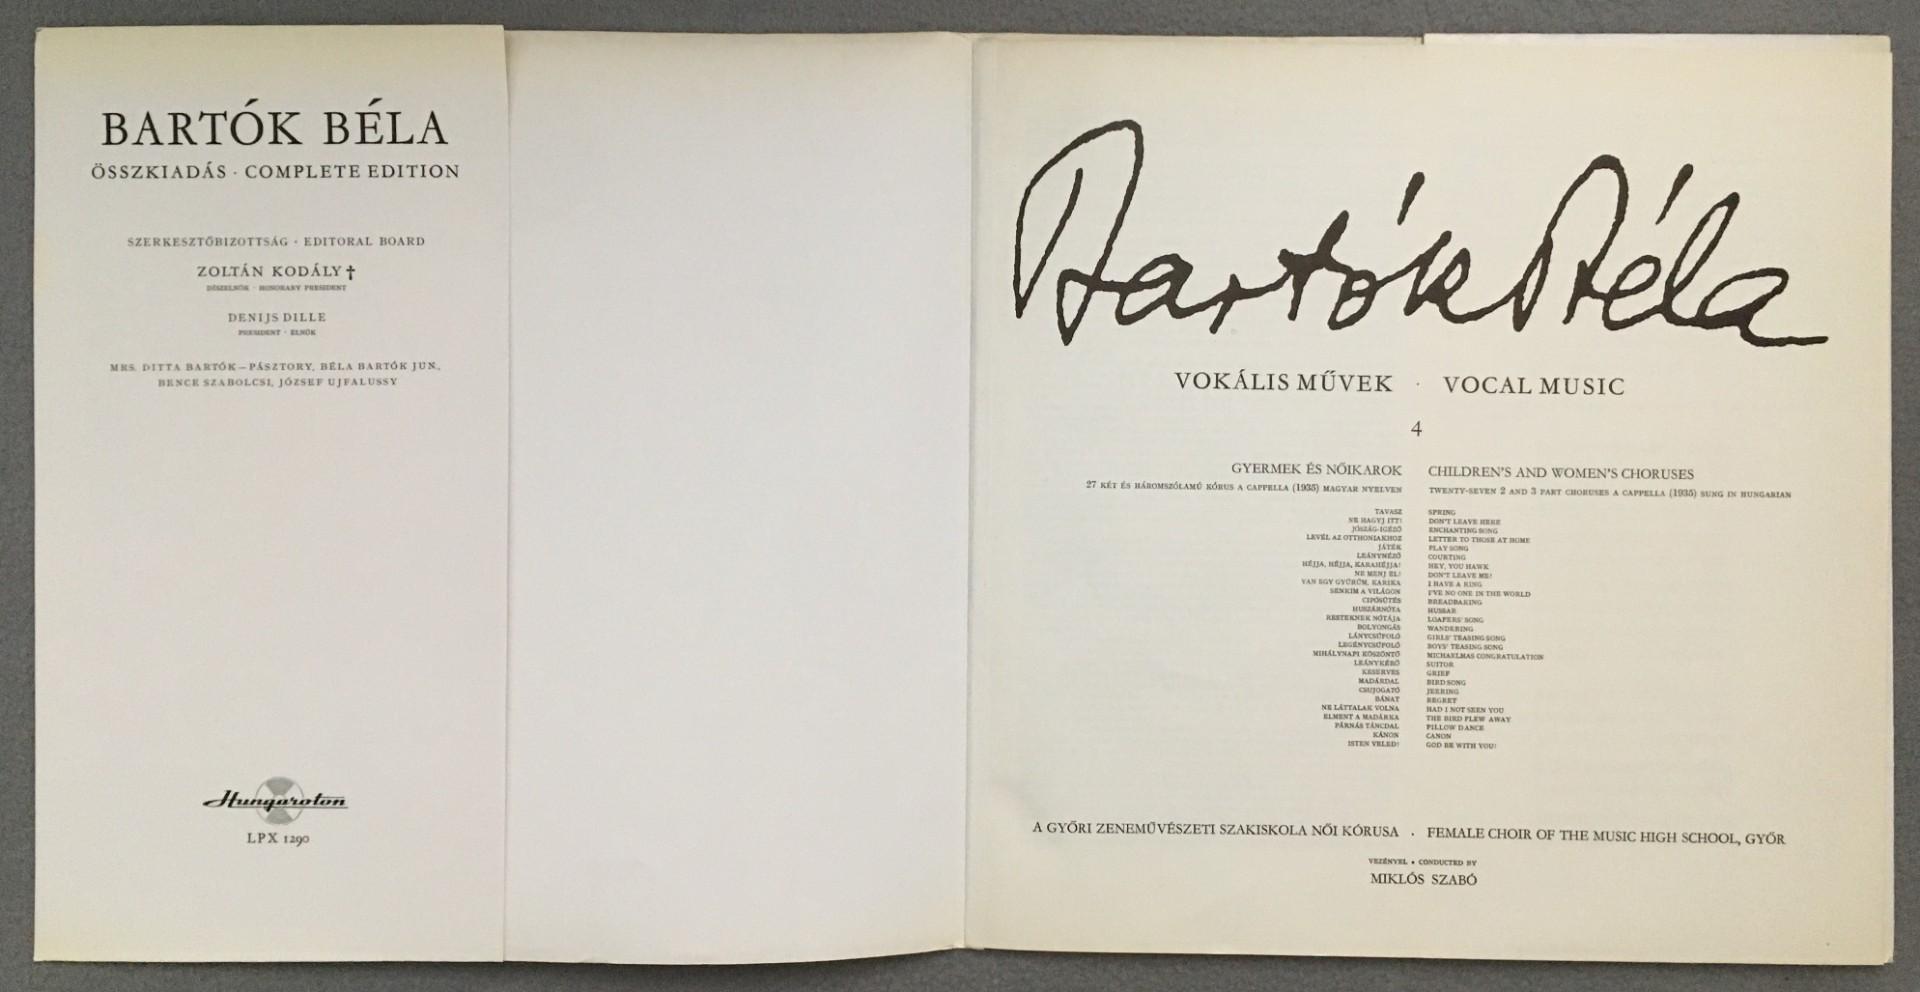 BARTÓK BÉLA
ÖSSZKIADÁS · COMPLETE EDITION
SZERKESZTŐBIZOTTSÁG · EDITORAL BOARD
ZOLTÁN KODÁLY †
DÍSZELNÖK · HONORARY PRESIDENT
DENIJS DILLE
PRESIDENT · ELNÖK
MRS. DITTA BARTÓK – PÁSZTORY, BÉLA BARTÓK JUN.,
BENCE SZABOLCSI, JÓZSEF UJFALUSSY
Hungaroton
LPX 1290
Bartók Béla
VOKÁLIS MŰVEK · VOCAL MUSIC
4
GYERMEK ÉS NŐIKAROK
27 KÉT ÉS HÁROMSZÓLAMÚ KÓRUS A CAPPELLA (1935) MAGYAR NYELVEN
TAVASZ
NE HAGYJ ITT!
JÓSZÁG-IGÉZŐ
LEVÉL AZ OTTHONIAKHOZ
JÁTÉK
LEÁNYNÉZŐ
HÉJJA, HÉJJA, KARAHÉJJA!
NE MENJ EL!
VAN EGY GYŰRŰM, KARIKA
SENKIM A VILÁGON
CIPÓSÜTÉS
HUSZÁRNÓTA
RESTEKNEK NÓTÁJA
BOLYONGÁS
LÁNYCSÚFOLÓ
LEGÉNYCSÚFOLÓ
MIHÁLYNAPI KÖSZÖNTŐ
LEÁNYKÉRŐ
KESERVES
MADÁRDAL
CSUJOGATÓ
BÁNAT
NE LÁTTALAK VOLNA
ELMENT A MADÁRKA
PÁRNÁS TÁNCDAL
KÁNON
ISTEN VELED!
CHILDREN'S AND WOMEN'S CHORUSES
TWENTY-SEVEN 2 AND 3 PART CHORUSES A CAPPELLA (1935) SUNG IN HUNGARIAN
SPRING
DON'T LEAVE HERE
ENCHANTING SONG
LETTER TO THOSE AT HOME
PLAY SONG
COURTING
HEY, YOU HAWK
DON'T LEAVE ME!
I HAVE A RING
I'VE NO ONE IN THE WORLD
BREADBAKING
HUSSAR
LOAFERS' SONG
WANDERING
GIRLS' TEASING SONG
BOYS' TEASING SONG
MICHAELMAS CONGRATULATION
SUITOR
GRIEF
BIRD SONG
JEERING
REGRET
HAD I NOT SEEN YOU
THE BIRD FLEW AWAY
PILLOW DANCE
CANON
GOD BE WITH YOU!
A GYŐRI ZENEMŰVÉSZETI SZAKISKOLA NŐI KÓRUSA · FEMALE CHOIR OF THE MUSIC HIGH SCHOOL, GYŐR
VEZÉNYEL • CONDUCTED BY
MIKLÓS SZABÓ